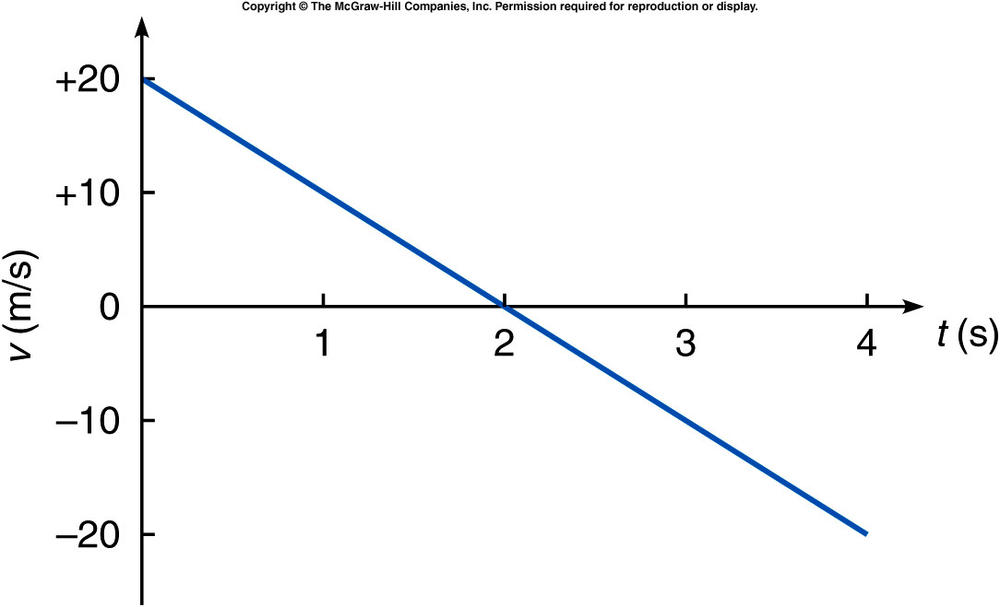 Copyright © The McGraw-Hill Companies, Inc. Permission required for reproduction or display.
+20
+10
0
–10
–20
v (m/s)
1 2 3 4
t (s)